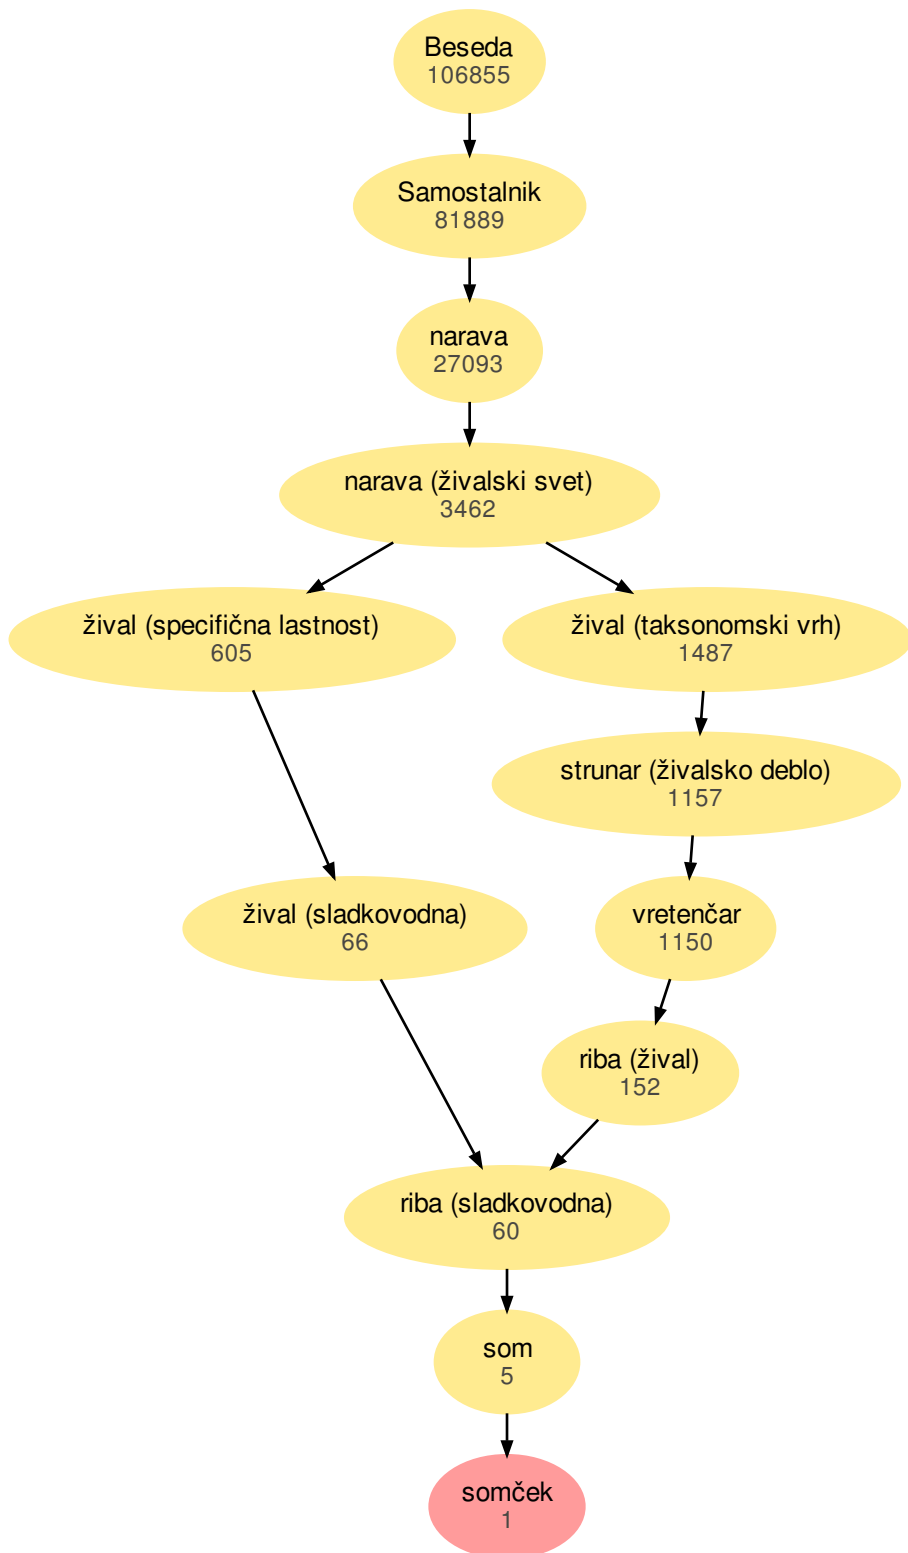 Beseda
106855
Samostalnik
81889
narava
27093
narava (živalski svet)
3462
žival (specifična lastnost)
605
žival (taksonomski vrh)
1487
strunar (živalsko deblo)
1157
žival (sladkovodna)
66
vretenčar
1150
riba (žival)
152
riba (sladkovodna)
60
som
5
somček
1